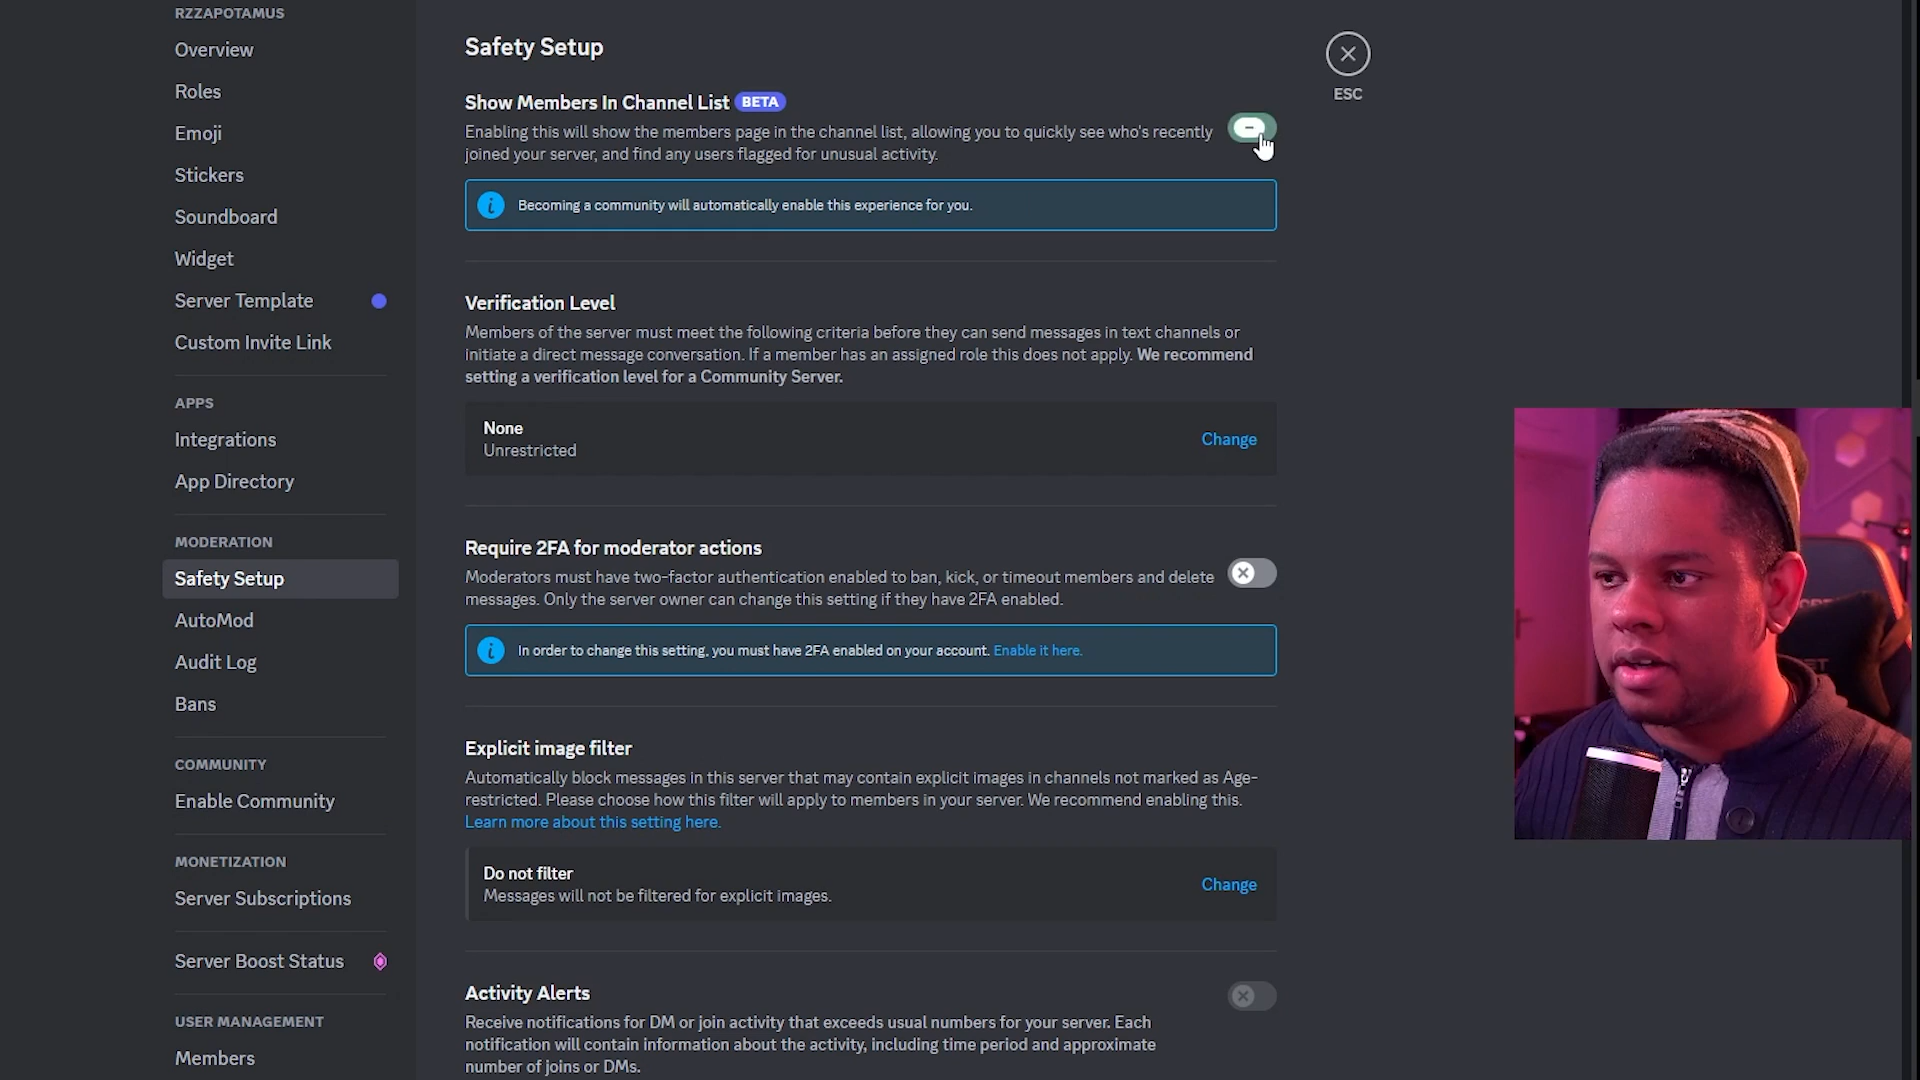 RZZAPOTAMUS
Overview
Roles
Emoji
Stickers
Soundboard
Widget
Server Template
Custom Invite Link
APPS
Integrations
App Directory
MODERATION
Safety Setup
AutoMod
Audit Log
Bans
COMMUNITY
Enable Community
MONETIZATION
Server Subscriptions
Server Boost Status
USER MANAGEMENT
Members
Safety Setup
Show Members In Channel List BETA
Enabling this will show the members page in the channel list, allowing you to quickly see who's recently
joined your server, and find any users flagged for unusual activity.
Becoming a community will automatically enable this experience for you.
Verification Level
Members of the server must meet the following criteria before they can send messages in text channels or
initiate a direct message conversation. If a member has an assigned role this does not apply. We recommend
setting a verification level for a Community Server.
None
Unrestricted
Change
Require 2FA for moderator actions
Moderators must have two-factor authentication enabled to ban, kick, or timeout members and delete
messages. Only the server owner can change this setting if they have 2FA enabled.
In order to change this setting, you must have 2FA enabled on your account. Enable it here.
Explicit image filter
Automatically block messages in this server that may contain explicit images in channels not marked as Age-
restricted. Please choose how this filter will apply to members in your server. We recommend enabling this.
Learn more about this setting here.
Do not filter
Messages will not be filtered for explicit images.
Change
Activity Alerts
Receive notifications for DM or join activity that exceeds usual numbers for your server. Each
notification will contain information about the activity, including time period and approximate
number of joins or DMs.
ESC